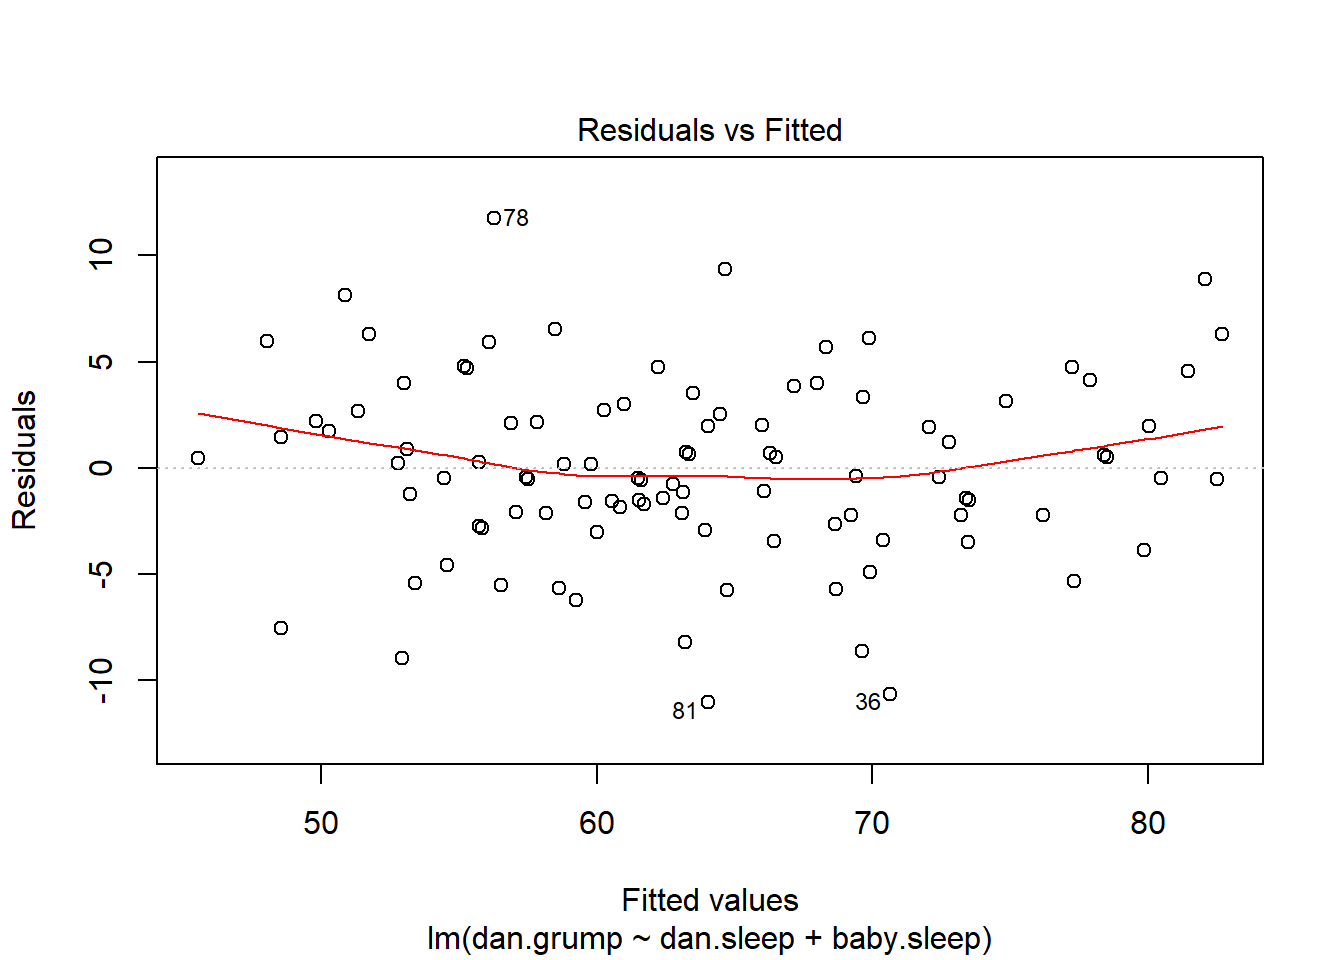 Residuals vs Fitted
10
5
0
-5
-10
Residuals
78
81
36
50 60 70 80
Fitted values
lm(dan.grump ~ dan.sleep + baby.sleep)